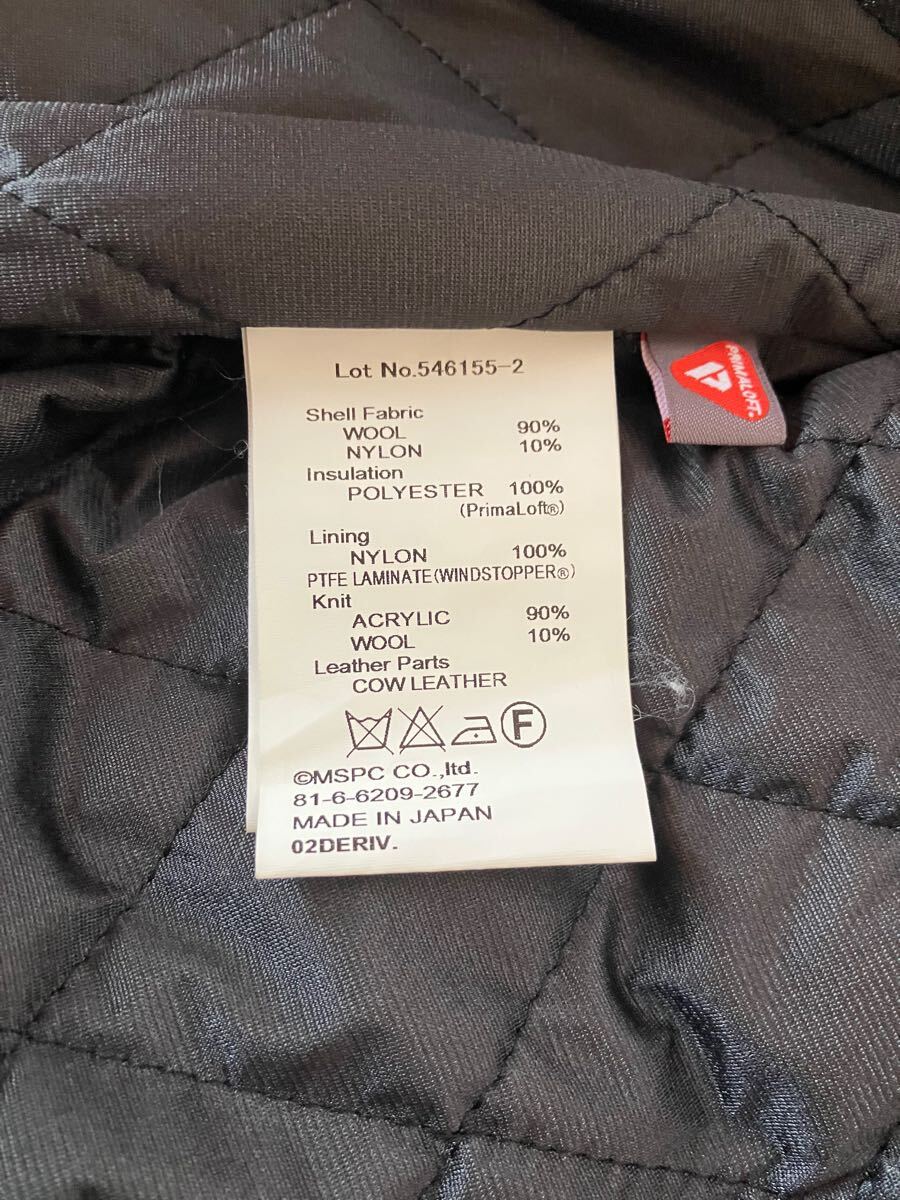 Lot No.546155-2
Shell Fabric
WOOL 90%
NYLON 10%
Insulation
POLYESTER 100%
(PrimaLoft®)
Lining
NYLON 100%
PTFE LAMINATE(WINDSTOPPER®)
Knit
ACRYLIC 90%
WOOL 10%
Leather Parts
COW LEATHER
F
©MSPC CO.,ltd.
81-6-6209-2677
MADE IN JAPAN
02DERIV.
PRIMALOFT®